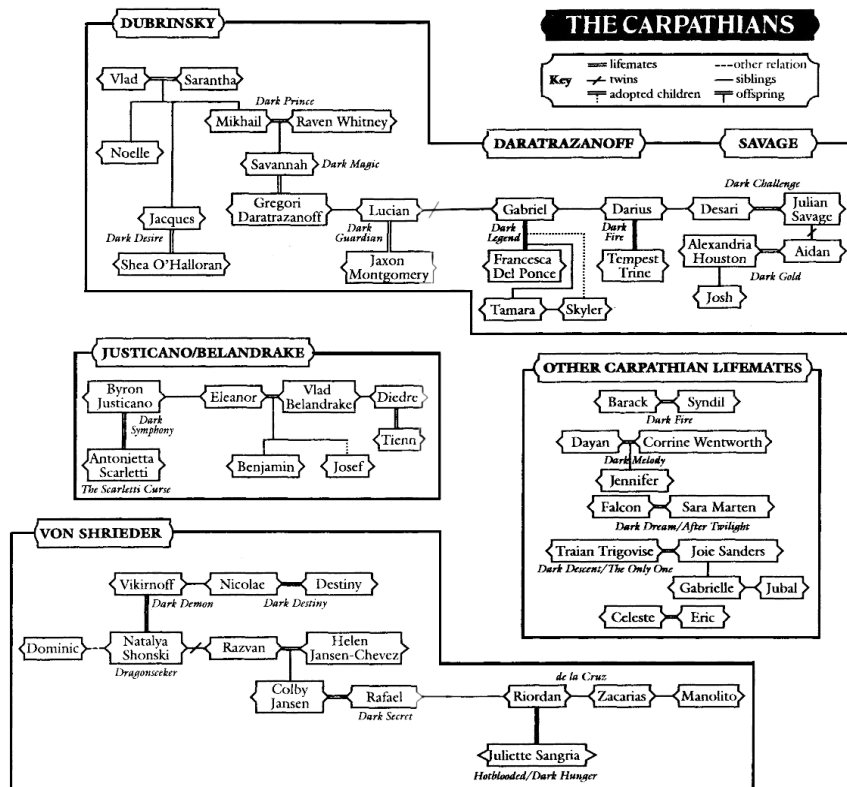 THE CARPATHIANS
Key
lifemates
other relation
twins
siblings
adopted children
offspring
DUBRINSKY
Vlad
Sarantha
Dark Prince
Mikhail
Raven Whitney
Noelle
Savannah
Dark Magic
DARATRAZANOFF
SAVAGE
Jacques
Dark Desire
Shea O'Halloran
Gregori
Daratrazanoff
Lucian
Dark
Guardian
Jaxon
Montgomery
Gabriel
Dark
Legend
Francesca
Del Ponce
Tamara
Skyler
Darius
Dark
Fire
Tempest
Trine
Desari
Dark Challenge
Julian
Savage
Alexandria
Houston
Aidan
Dark Gold
Josh
JUSTICANO/BELANDRAKE
Byron
Justicano
Eleanor
Vlad
Belandrake
Diedre
Dark
Symphony
Tienn
Antonietta
Scarletti
The Scarletti Curse
Benjamin
Josef
OTHER CARPATHIAN LIFEMATES
Barack
Syndil
Dark Fire
Dayan
Corrine Wentworth
Dark Melody
Jennifer
Falcon
Sara Marten
Dark Dream/After Twilight
Traian Trigovise
Joie Sanders
Dark Descent/The Only One
Gabrielle
Jubal
Celeste
Eric
VON SHRIEDER
Vikirnoff
Nicolae
Destiny
Dark Demon
Dark Destiny
Dominic
Natalya
Shonski
Razvan
Helen
Jansen-Chevez
Dragonseeker
Colby
Jansen
Rafael
Dark Secret
de la Cruz
Riordan
Zacarias
Manolito
Juliette Sangria
Hotblooded/Dark Hunger